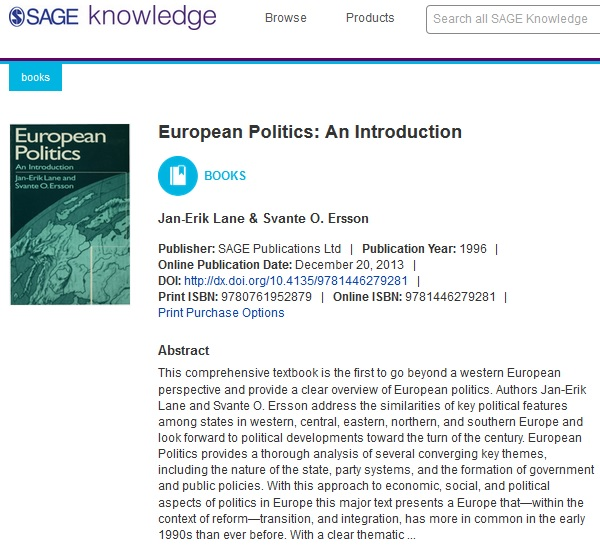 SAGE knowledge
Browse
Products
Search all SAGE Knowledge
books
European
Politics
An Introduction
Jan-Erik Lane and
Svante O. Ersson
European Politics: An Introduction
BOOKS
Jan-Erik Lane & Svante O. Ersson
Publisher: SAGE Publications Ltd | Publication Year: 1996 |
Online Publication Date: December 20, 2013 |
DOI: http://dx.doi.org/10.4135/9781446279281 |
Print ISBN: 9780761952879 | Online ISBN: 9781446279281 |
Print Purchase Options
Abstract
This comprehensive textbook is the first to go beyond a western European
perspective and provide a clear overview of European politics. Authors Jan-Erik
Lane and Svante O. Ersson address the similarities of key political features
among states in western, central, eastern, northern, and southern Europe and
look forward to political developments toward the turn of the century. European
Politics provides a thorough analysis of several converging key themes,
including the nature of the state, party systems, and the formation of government
and public policies. With this approach to economic, social, and political
aspects of politics in Europe this major text presents a Europe that—within the
context of reform—transition, and integration, has more in common in the early
1990s than ever before. With a clear thematic ...